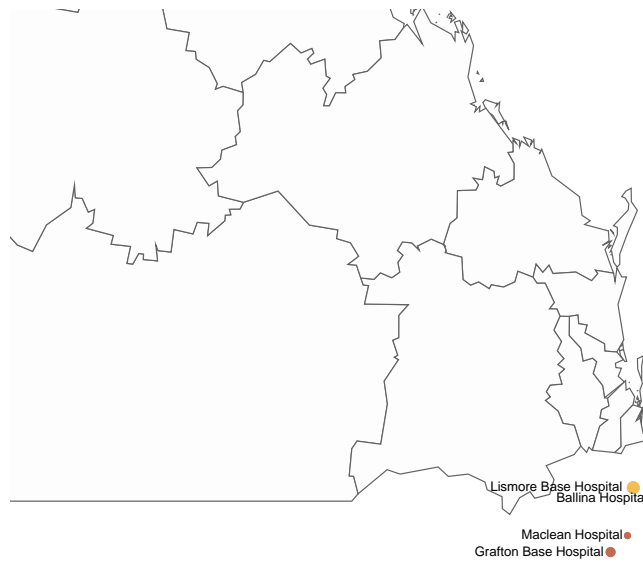 Lismore Base Hospital
Ballina Hospita
Maclean Hospital
Grafton Base Hospital